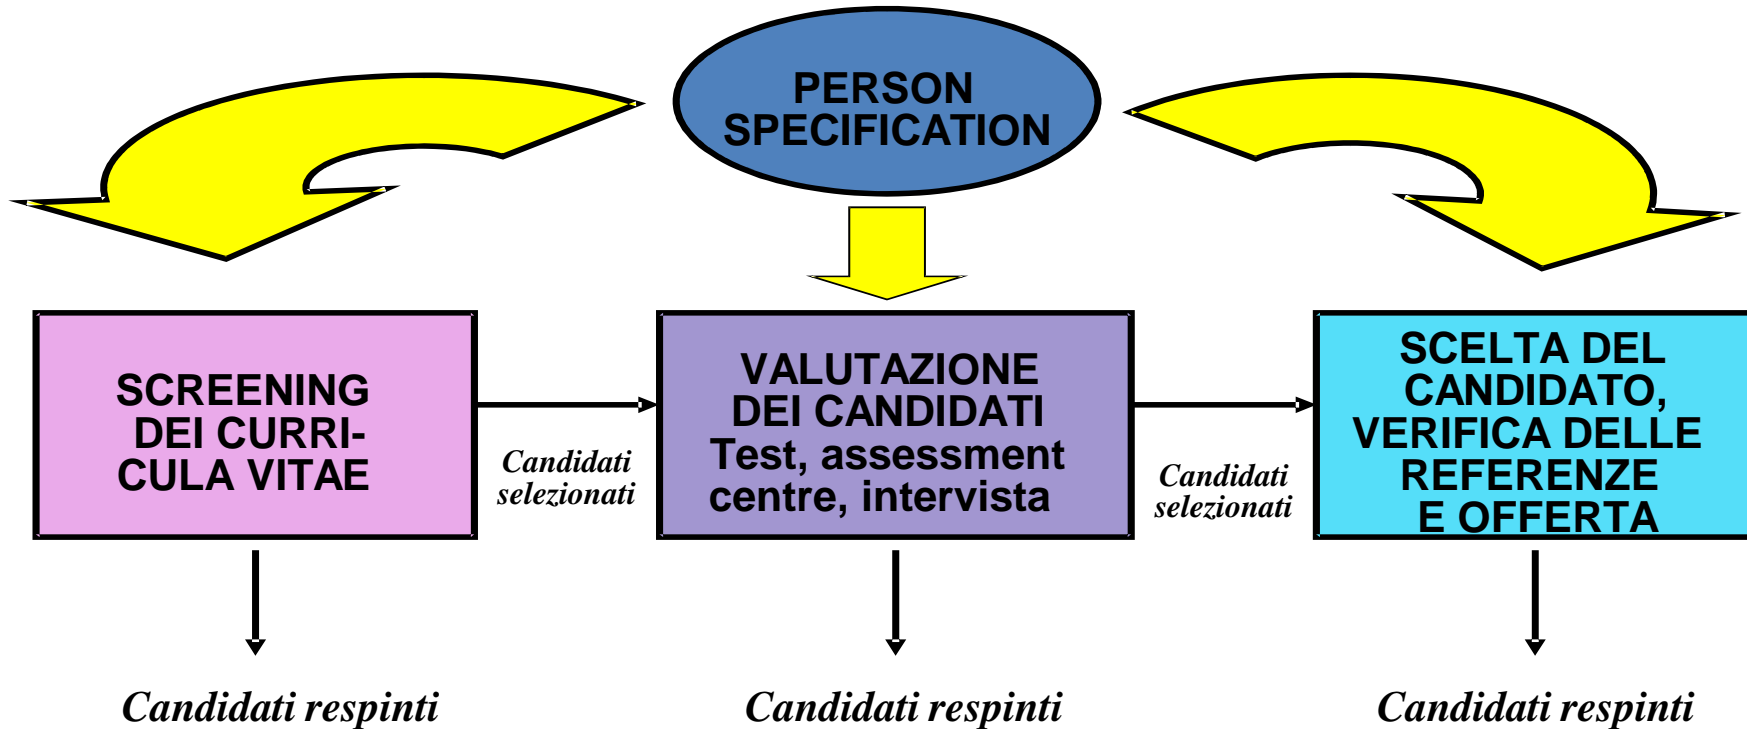 PERSON
SPECIFICATION
SCREENING
DEI CURRI-
CULA VITAE
Candidati
selezionati
VALUTAZIONE
DEI CANDIDATI
Test, assessment
centre, intervista
Candidati
selezionati
SCELTA DEL
CANDIDATO,
VERIFICA DELLE
REFERENZE
E OFFERTA
Candidati respinti
Candidati respinti
Candidati respinti